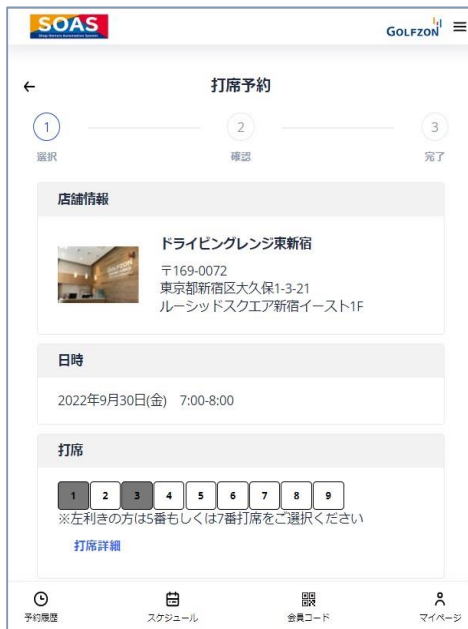 SOAS
GOLFZON
打席予約
1
2
3
選択
確認
完了
店舗情報
ドライビングレンジ東新宿
〒169-0072
東京都新宿区大久保1-3-21
ルーシッドスクエア新宿イースト1F
日時
2022年9月30日(金) 7:00-8:00
打席
1 2 3 4 5 6 7 8 9
※左利きの方は5番もしくは7番打席をご選択ください
打席詳細
予約履歴
スケジュール
会員コード
マイページ